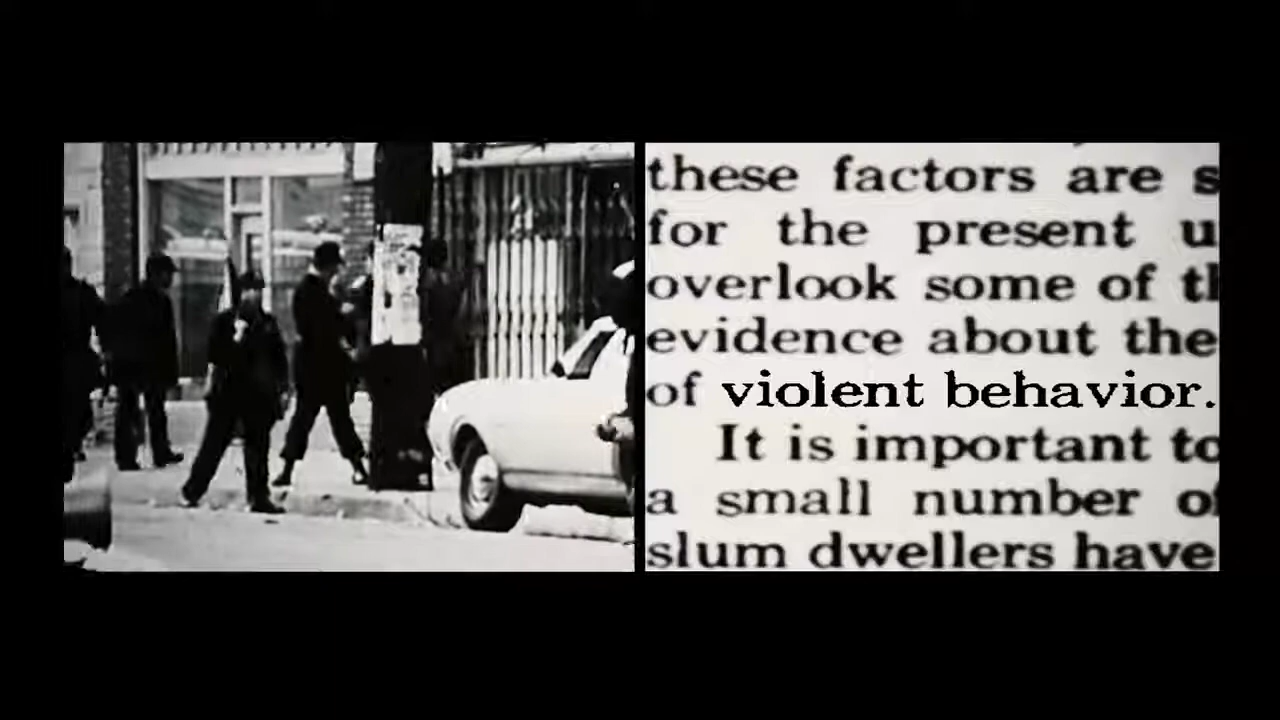 these factors are s
for the present u
overlook some of th
evidence about the
of violent behavior.
It is important to
a small number of
slum dwellers have